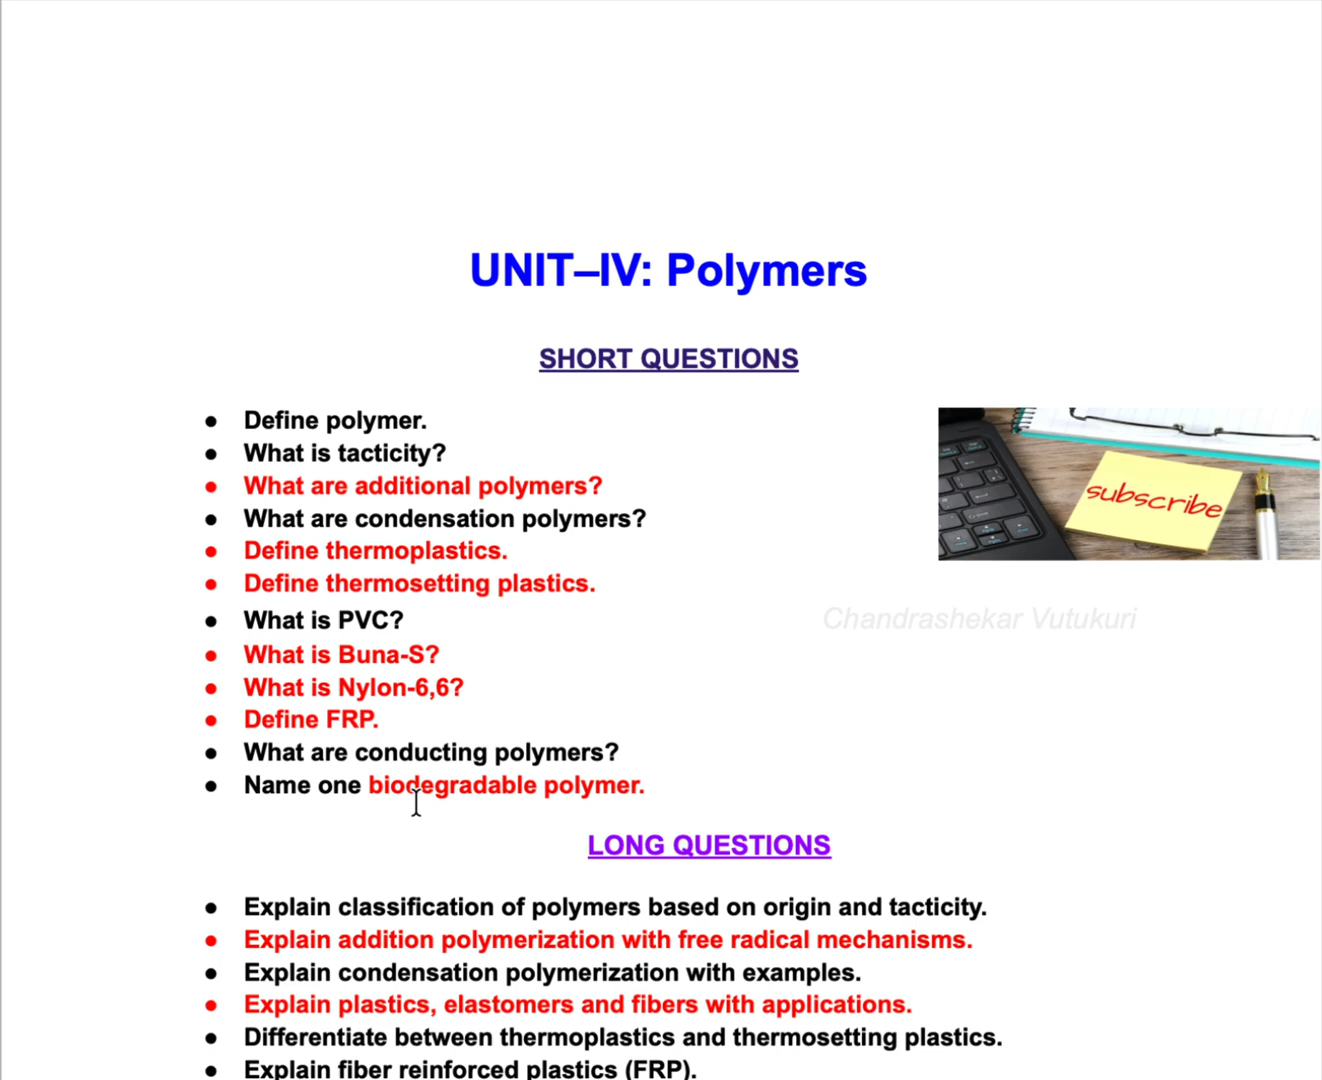 UNIT–IV: Polymers
SHORT QUESTIONS
● Define polymer.
● What is tacticity?
● What are additional polymers?
● What are condensation polymers?
● Define thermoplastics.
● Define thermosetting plastics.
● What is PVC?
● What is Buna-S?
● What is Nylon-6,6?
● Define FRP.
● What are conducting polymers?
● Name one biodegradable polymer.
subscribe
Chandrashekar Vutukuri
LONG QUESTIONS
● Explain classification of polymers based on origin and tacticity.
● Explain addition polymerization with free radical mechanisms.
● Explain condensation polymerization with examples.
● Explain plastics, elastomers and fibers with applications.
● Differentiate between thermoplastics and thermosetting plastics.
● Explain fiber reinforced plastics (FRP).